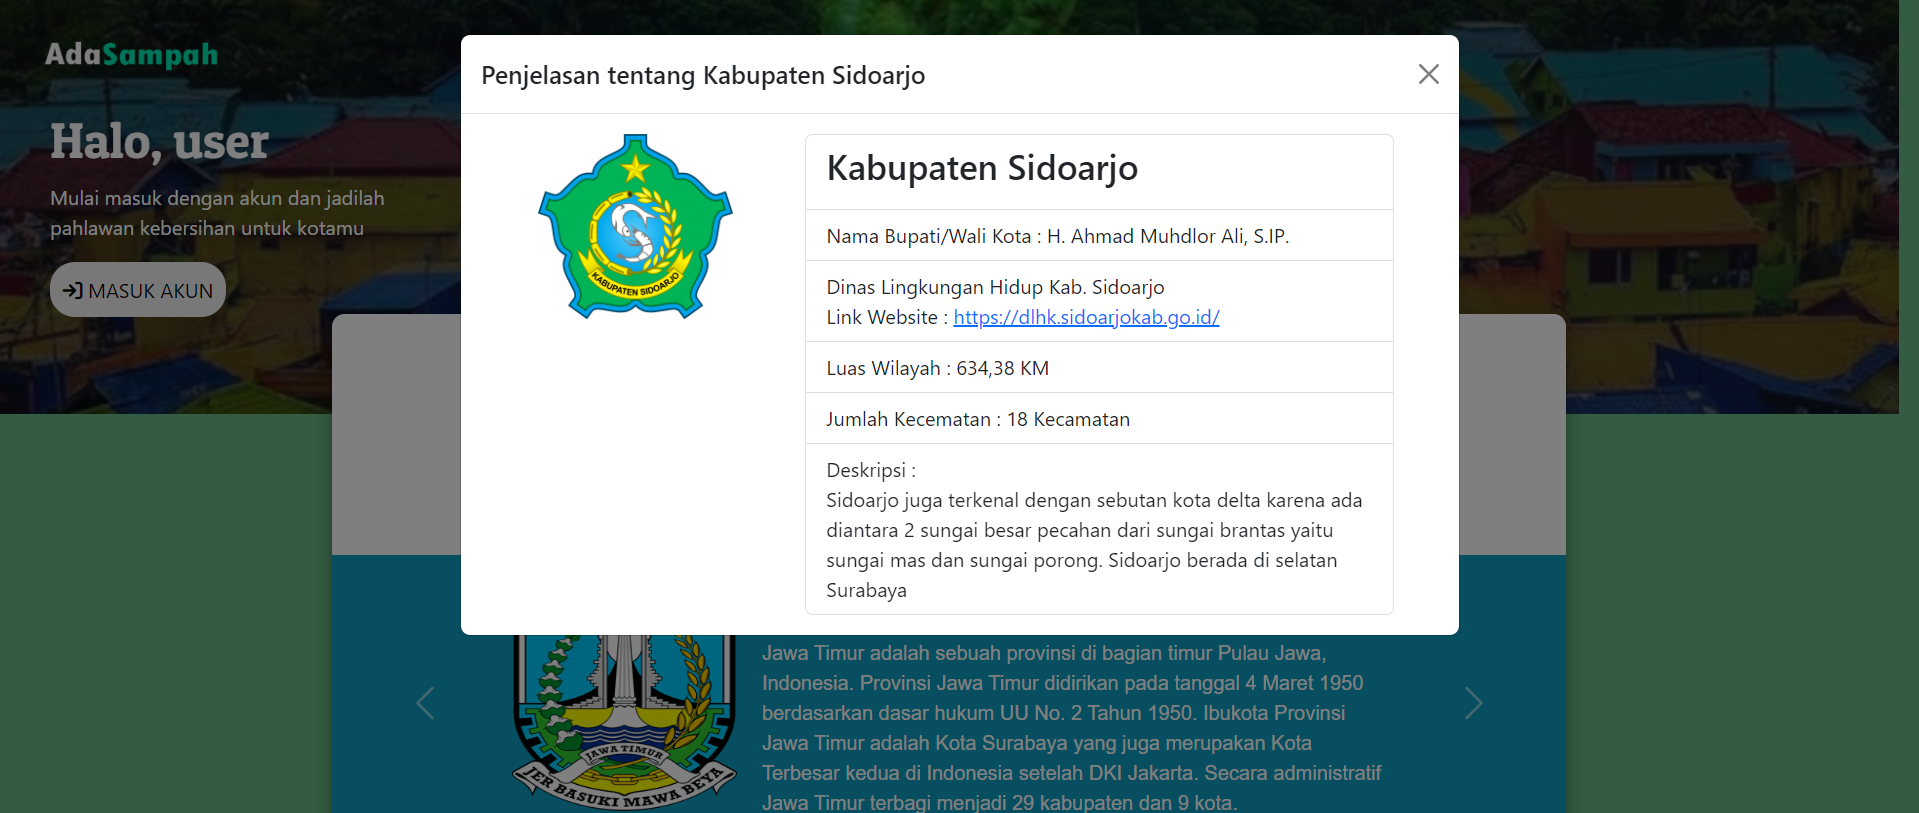 AdaSampah
Halo, user
Mulai masuk dengan akun dan jadilah
pahlawan kebersihan untuk kotamu
MASUK AKUN
Penjelasan tentang Kabupaten Sidoarjo
KABUPATEN SIDOARJO
Kabupaten Sidoarjo
Nama Bupati/Wali Kota : H. Ahmad Muhdlor Ali, S.IP.
Dinas Lingkungan Hidup Kab. Sidoarjo
Link Website : https://dlhk.sidoarjokab.go.id/
Luas Wilayah : 634,38 KM
Jumlah Kecematan : 18 Kecamatan
Deskripsi :
Sidoarjo juga terkenal dengan sebutan kota delta karena ada
diantara 2 sungai besar pecahan dari sungai brantas yaitu
sungai mas dan sungai porong. Sidoarjo berada di selatan
Surabaya
JAWA TIMUR
JER BASUKI MAWA BEYA
Jawa Timur adalah sebuah provinsi di bagian timur Pulau Jawa,
Indonesia. Provinsi Jawa Timur didirikan pada tanggal 4 Maret 1950
berdasarkan dasar hukum UU No. 2 Tahun 1950. Ibukota Provinsi
Jawa Timur adalah Kota Surabaya yang juga merupakan Kota
Terbesar kedua di Indonesia setelah DKI Jakarta. Secara administratif
Jawa Timur terbagi menjadi 29 kabupaten dan 9 kota.